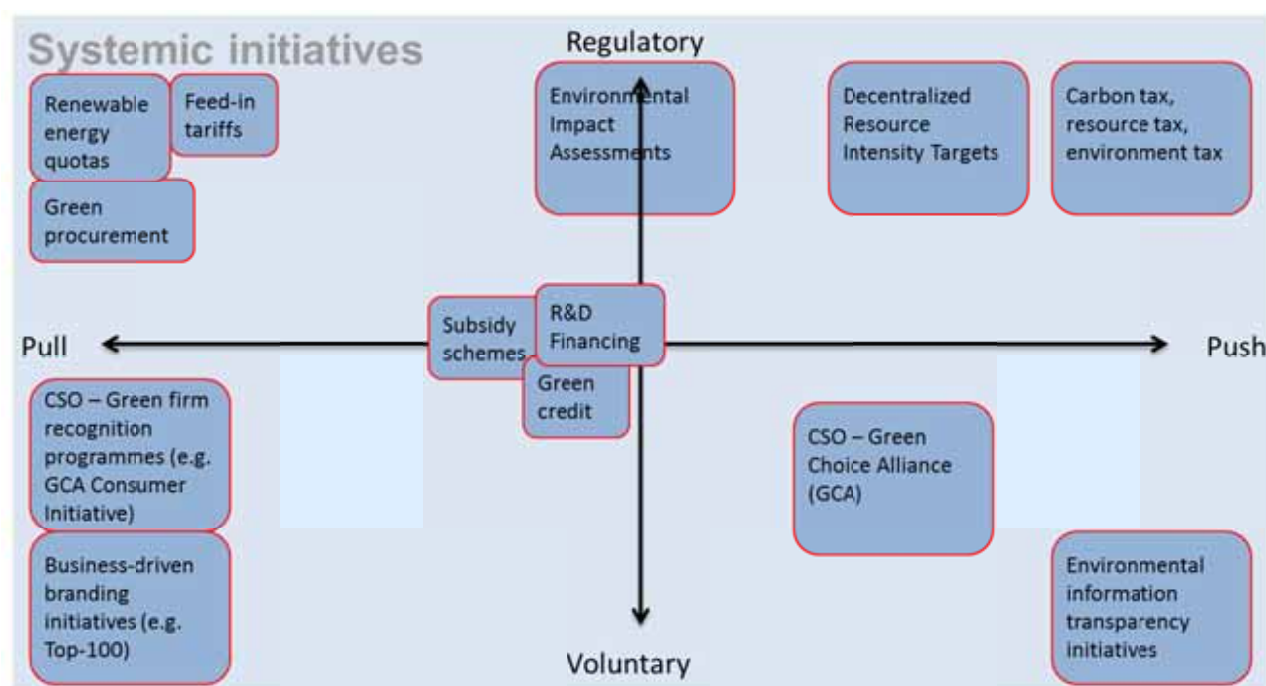 Systemic initiatives
Regulatory
Renewable
energy
quotas
Feed-in
tariffs
Green
procurement
Environmental
Impact
Assessments
Decentralized
Resource
Intensity Targets
Carbon tax,
resource tax,
environment tax
Pull
Subsidy
schemes
R&D
Financing
Green
credit
Push
CSO – Green firm
recognition
programmes (e.g.
GCA Consumer
Initiative)
CSO – Green
Choice Alliance
(GCA)
Business-driven
branding
initiatives (e.g.
Top-100)
Environmental
information
transparency
initiatives
Voluntary